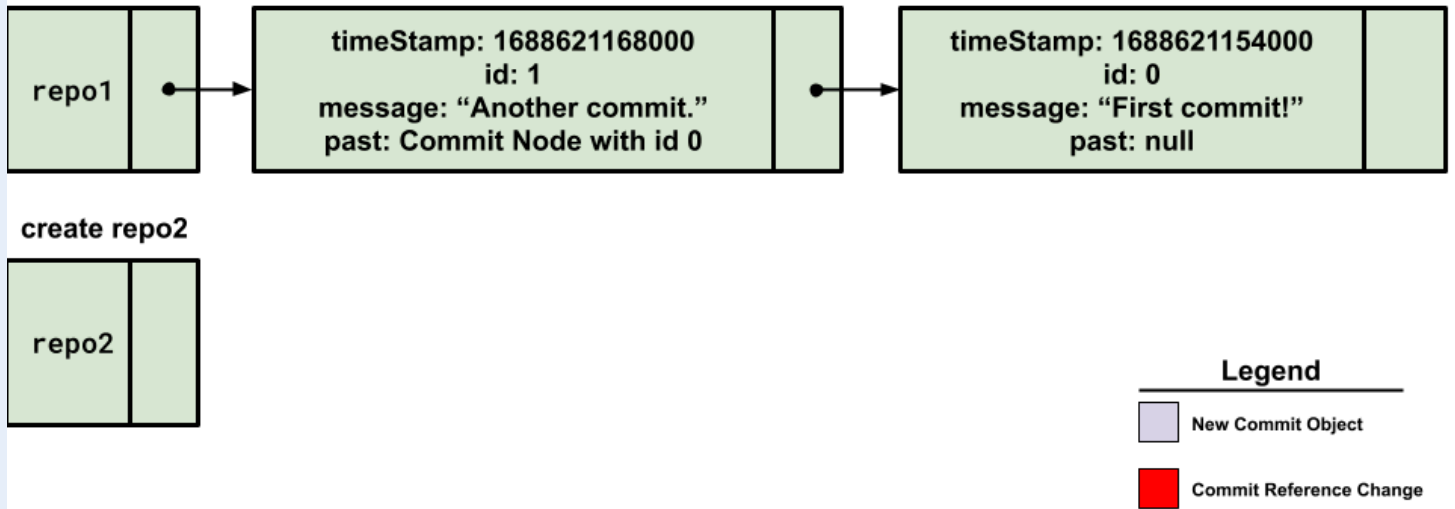 repo1
timeStamp: 1688621168000
id: 1
message: “Another commit.”
past: Commit Node with id 0
timeStamp: 1688621154000
id: 0
message: “First commit!”
past: null
create repo2
repo2
Legend
New Commit Object
Commit Reference Change